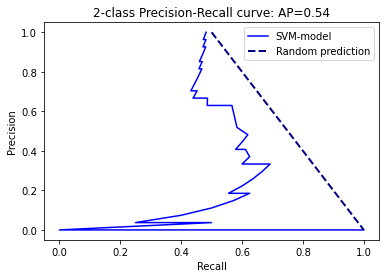 2-class Precision-Recall curve: AP=0.54
SVM-model
Random prediction
1.0
0.8
0.6
0.4
0.2
0.0
Precision
0.0 0.2 0.4 0.6 0.8 1.0
Recall